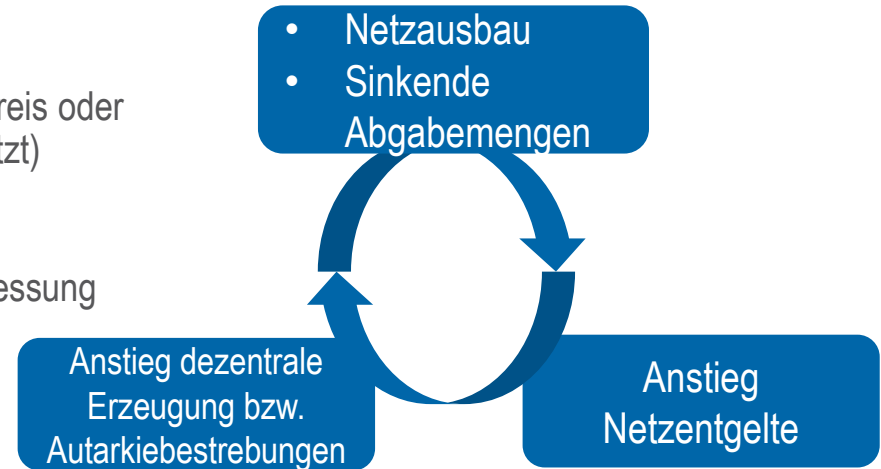 reis oder
tzt)
essung
• Netzausbau
• Sinkende
Abgabemengen
Anstieg dezentrale
Erzeugung bzw.
Autarkiebestrebungen
Anstieg
Netzentgelte